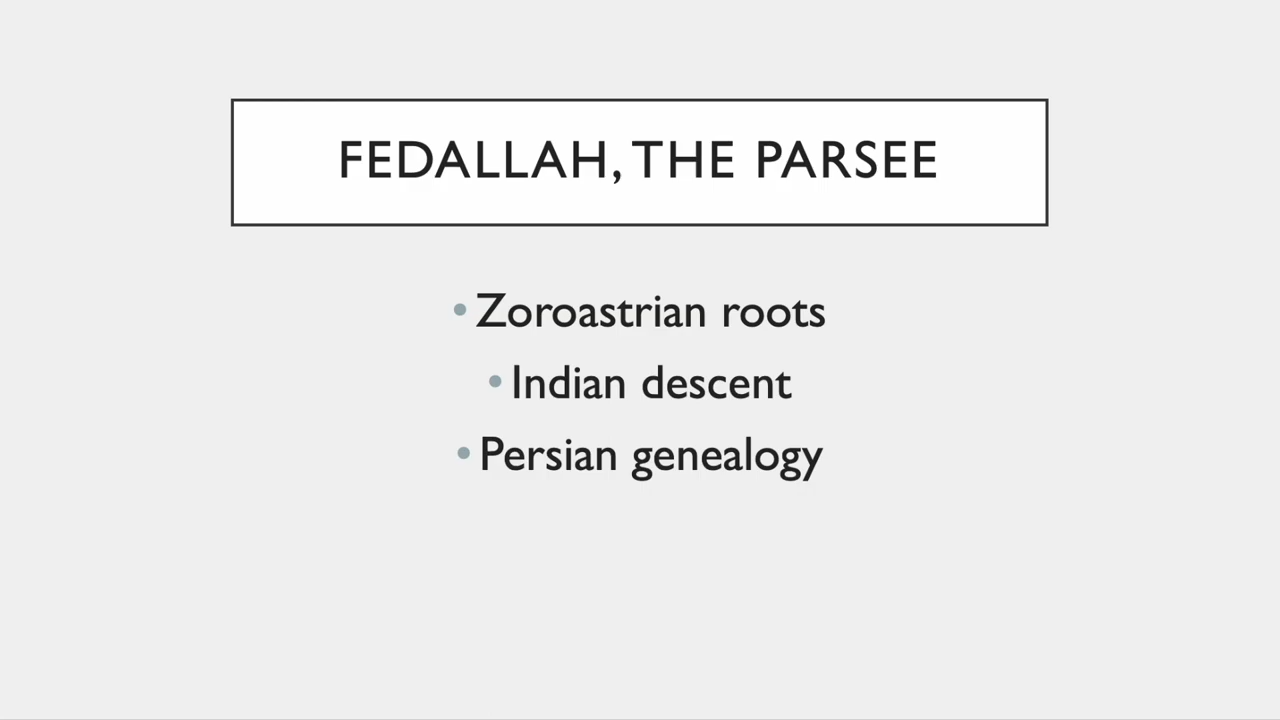 FEDALLAH, THE PARSEE
• Zoroastrian roots
• Indian descent
• Persian genealogy